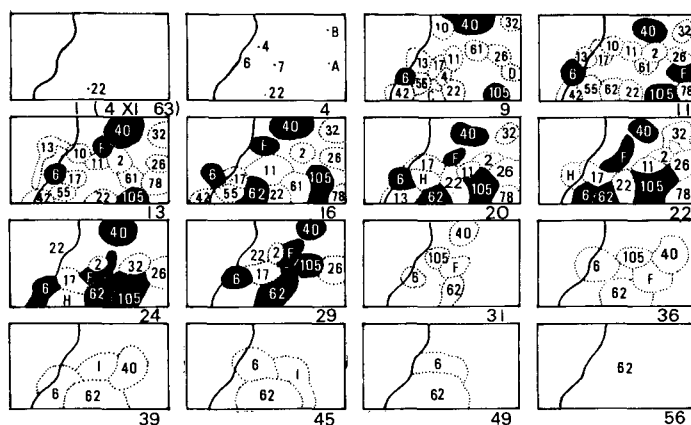 ·22
1 (4 XI 63)
·4 ·B
6 ·7 ·A
·22
4
10 40 32
13 17 11 61 26
6 56 4 D
42 22 105
9
40 32
13 10 11 2 26
6 17 61 F
42 55 62 22 105 78
11
13 10 F 40 32
6 17 11 2 26
42 55 22 61 105 78
13
40 32
6 17 F 2 26
42 55 11 61 105
62 22 78
16
40 32
6 17 F 2 26
H 22 11 105
13 62 78
20
40 32
F 2 26
H 17 22 11 105
6 62 78
22
22 40
6 17 F 2 32 26
H 62 105
24
22 2 F 40
6 17 105 26
62
29
40
6 105 F
62
31
6 105 40
62 F
36
6 1 40
62
39
6 1
62
45
6
62
49
62
56